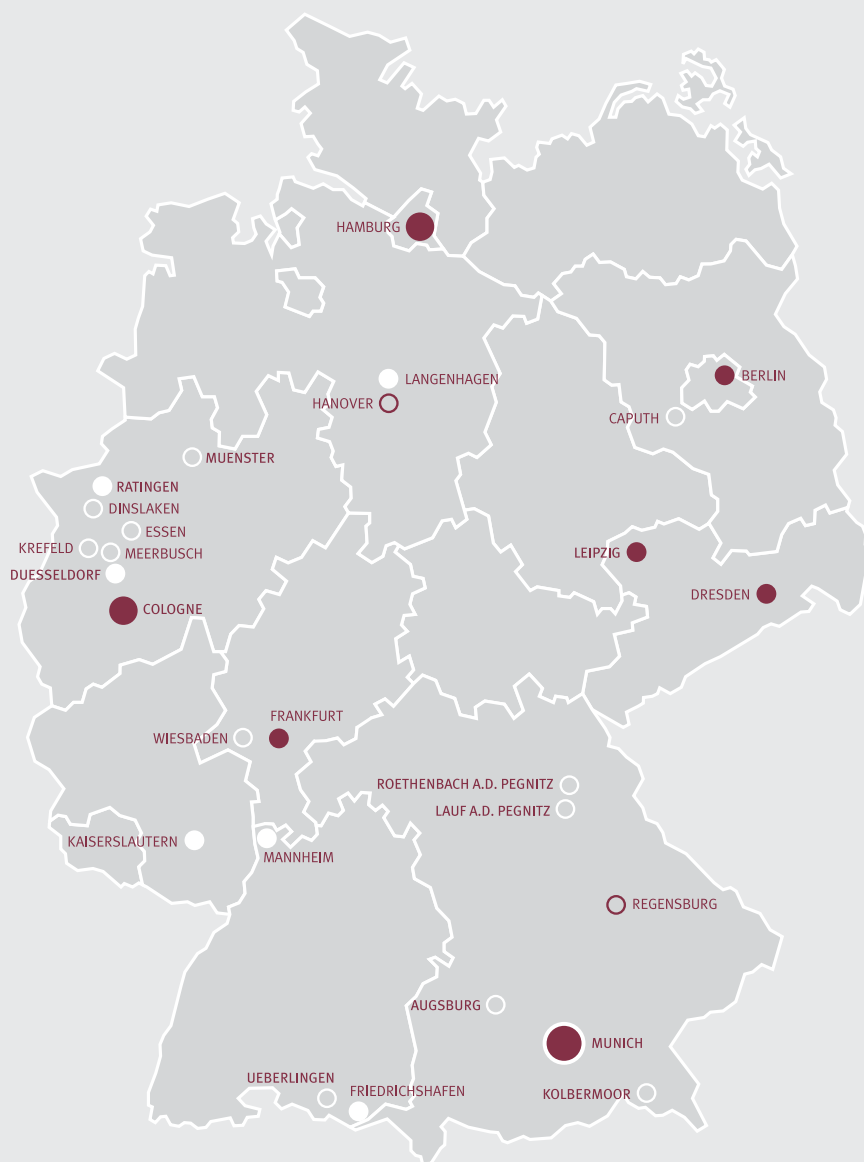 HAMBURG
BERLIN
LANGENHAGEN
HANOVER
CAPUTH
MUENSTER
RATINGEN
DINSLAKEN
ESSEN
KREFELD
MEERBUSCH
LEIPZIG
DUESSELDORF
DRESDEN
COLOGNE
FRANKFURT
WIESBADEN
ROETHENBACH A.D. PEGNITZ
LAUF A.D. PEGNITZ
KAISERSLAUTERN
MANNHEIM
REGENSBURG
AUGSBURG
MUNICH
UEBERLINGEN
FRIEDRICHSHAFEN
KOLBERMOOR